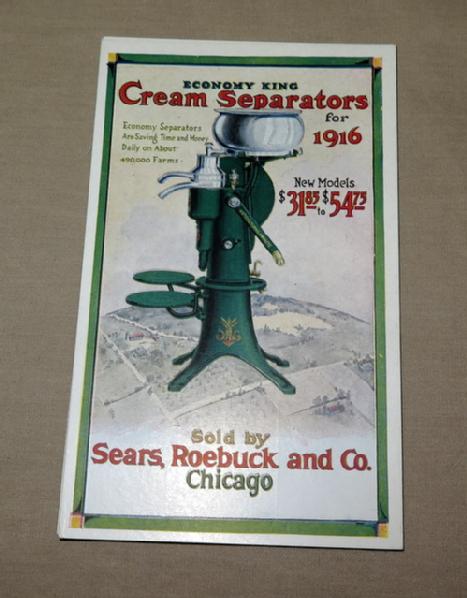 ECONOMY KING
Cream Separators
for
1916
Economy Separators
Are Saving Time and Money
Daily on About
490,000 Farms.
New Models
$31.85 to $54.75
Sold by
Sears, Roebuck and Co.
Chicago